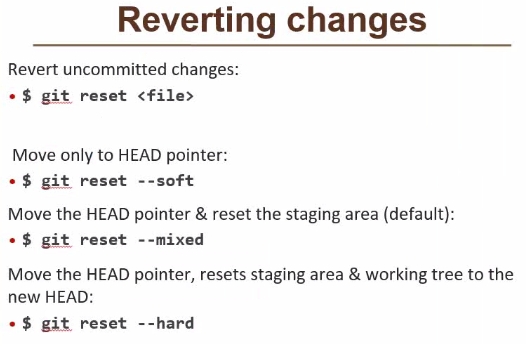 Reverting changes
Revert uncommitted changes:
• $ git reset <file>
Move only to HEAD pointer:
• $ git reset --soft
Move the HEAD pointer & reset the staging area (default):
• $ git reset --mixed
Move the HEAD pointer, resets staging area & working tree to the
new HEAD:
• $ git reset --hard